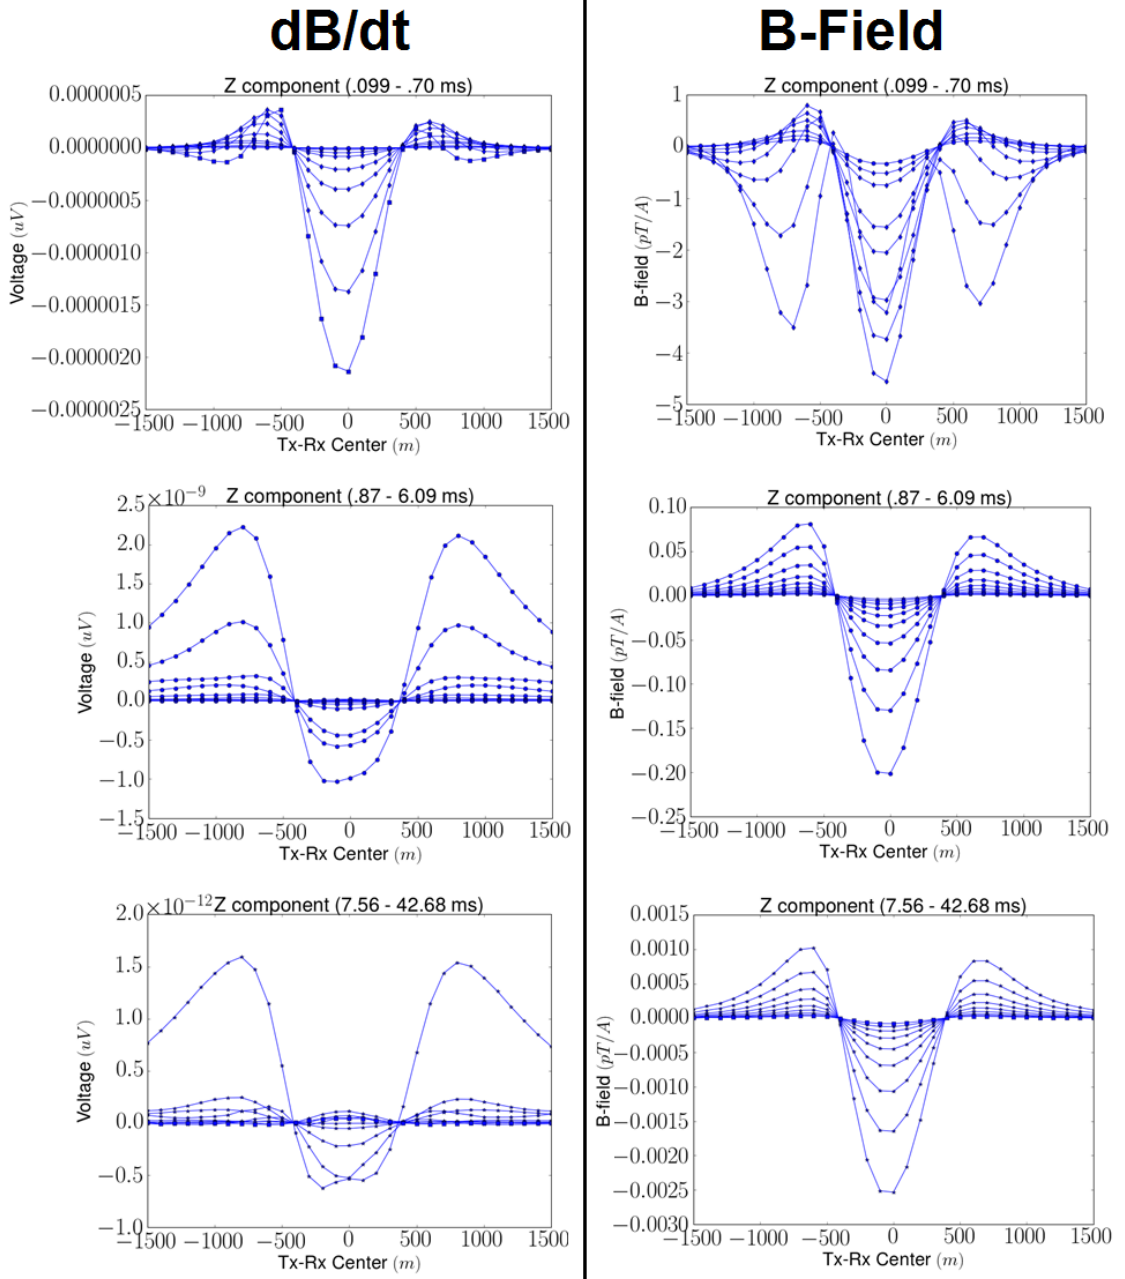 dB/dt
Z component (.099 - .70 ms)
0.0000005
0.0000000
−0.0000005
−0.0000010
−0.0000015
−0.0000020
−0.0000025
Voltage (uV)
−1500 −1000 −500 0 500 1000 1500
Tx-Rx Center (m)
2.5×10⁻⁹
Z component (.87 - 6.09 ms)
2.0
1.5
1.0
0.5
0.0
−0.5
−1.0
−1.5
Voltage (uV)
−1500 −1000 −500 0 500 1000 1500
Tx-Rx Center (m)
2.0×10⁻¹²
Z component (7.56 - 42.68 ms)
1.5
1.0
0.5
0.0
−0.5
−1.0
Voltage (uV)
−1500 −1000 −500 0 500 1000 1500
Tx-Rx Center (m)
B-Field
Z component (.099 - .70 ms)
1
0
−1
−2
−3
−4
−5
B-field (pT/A)
−1500 −1000 −500 0 500 1000 1500
Tx-Rx Center (m)
Z component (.87 - 6.09 ms)
0.10
0.05
0.00
−0.05
−0.10
−0.15
−0.20
−0.25
B-field (pT/A)
−1500 −1000 −500 0 500 1000 1500
Tx-Rx Center (m)
Z component (7.56 - 42.68 ms)
0.0015
0.0010
0.0005
0.0000
−0.0005
−0.0010
−0.0015
−0.0020
−0.0025
−0.0030
B-field (pT/A)
−1500 −1000 −500 0 500 1000 1500
Tx-Rx Center (m)